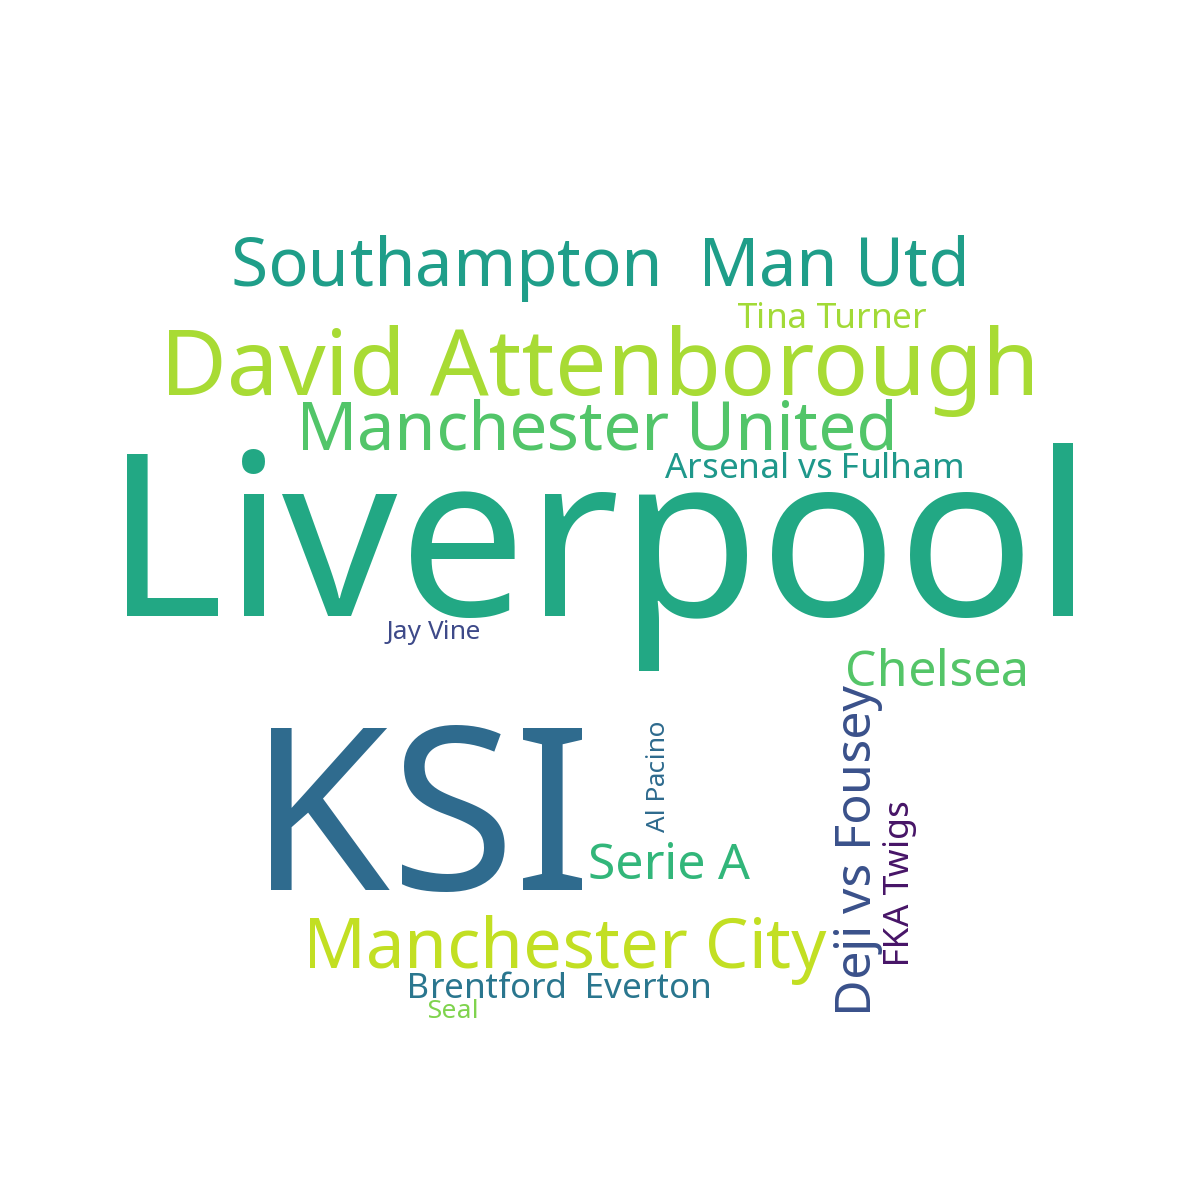 Southampton  Man Utd
Tina Turner
David Attenborough
Manchester United
Arsenal vs Fulham
Liverpool
Jay Vine
Chelsea
KSI
Al Pacino
Deji vs Fousey
FKA Twigs
Serie A
Manchester City
Brentford  Everton
Seal